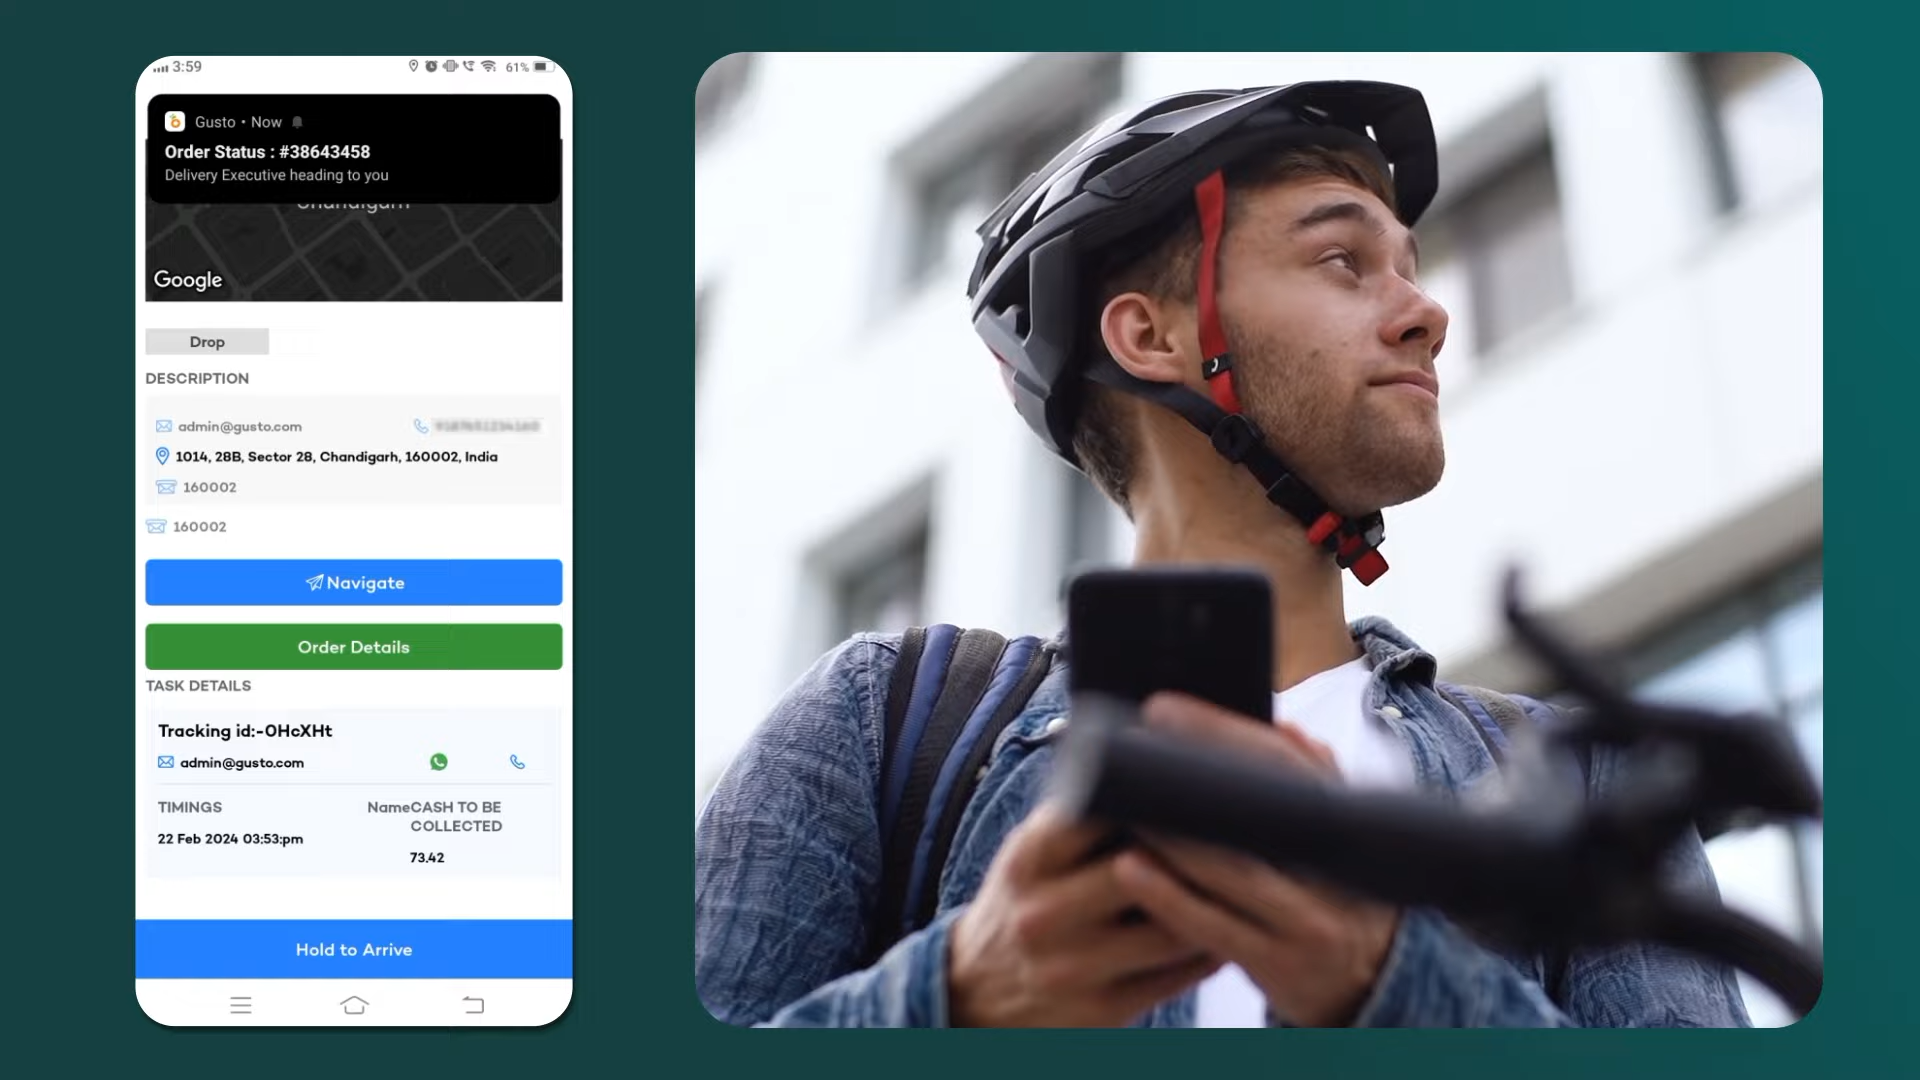 3:59
61%
Gusto • Now
Order Status : #38643458
Delivery Executive heading to you
Chandigarh
Google
Drop
DESCRIPTION
admin@gusto.com
1014, 28B, Sector 28, Chandigarh, 160002, India
160002
160002
Navigate
Order Details
TASK DETAILS
Tracking id:-0HcXHt
admin@gusto.com
TIMINGS
NameCASH TO BE
COLLECTED
22 Feb 2024 03:53:pm
73.42
Hold to Arrive